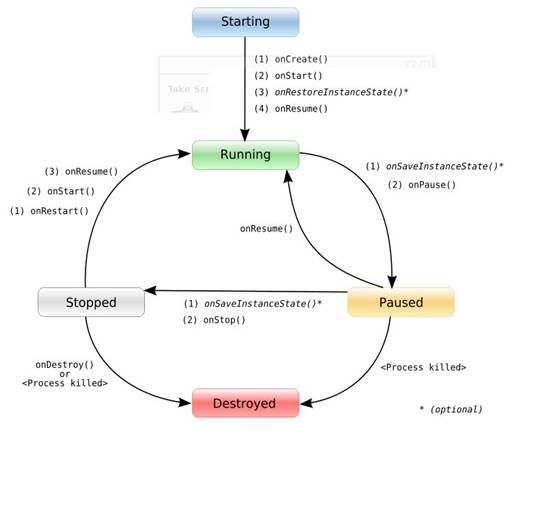 Starting
(1) onCreate()
(2) onStart()
(3) onRestoreInstanceState()*
(4) onResume()
Take Scr
Running
(1) onSaveInstanceState()*
(2) onPause()
(3) onResume()
(2) onStart()
(1) onRestart()
onResume()
Stopped
(1) onSaveInstanceState()*
(2) onStop()
Paused
onDestroy()
or
<Process killed>
<Process killed>
Destroyed
* (optional)